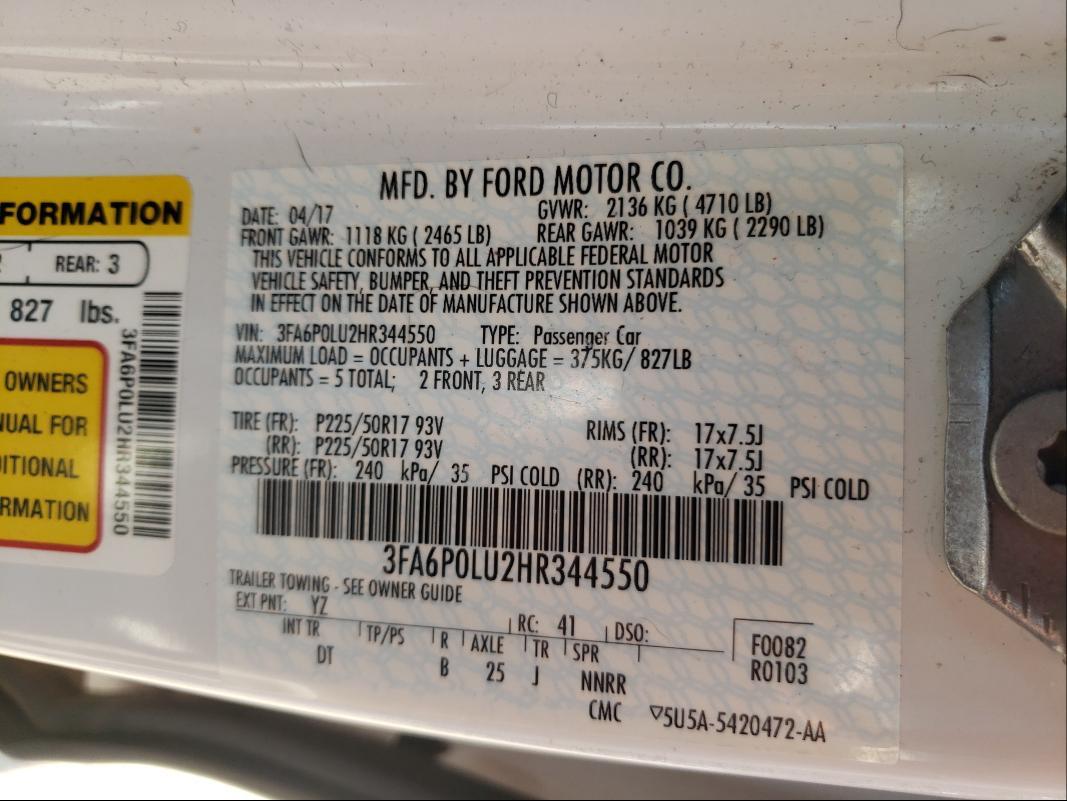 FORMATION
REAR: 3
827 lbs.
OWNERS
NUAL FOR
DITIONAL
RMATION
3FA6P0LU2HR344550
MFD. BY FORD MOTOR CO.
DATE: 04/17 GVWR: 2136 KG ( 4710 LB)
FRONT GAWR: 1118 KG ( 2465 LB) REAR GAWR: 1039 KG ( 2290 LB)
THIS VEHICLE CONFORMS TO ALL APPLICABLE FEDERAL MOTOR
VEHICLE SAFETY, BUMPER, AND THEFT PREVENTION STANDARDS
IN EFFECT ON THE DATE OF MANUFACTURE SHOWN ABOVE.
VIN: 3FA6P0LU2HR344550 TYPE: Passenger Car
MAXIMUM LOAD = OCCUPANTS + LUGGAGE = 375KG/ 827LB
OCCUPANTS = 5 TOTAL; 2 FRONT, 3 REAR
TIRE (FR): P225/50R17 93V RIMS (FR): 17x7.5J
(RR): P225/50R17 93V (RR): 17x7.5J
PRESSURE (FR): 240 kPa/ 35 PSI COLD (RR): 240 kPa/ 35 PSI COLD
3FA6P0LU2HR344550
TRAILER TOWING - SEE OWNER GUIDE
EXT PNT: YZ RC: 41 DSO: F0082
INT TR TP/PS R AXLE TR SPR R0103
DT B 25 J NNRR
CMC ▽5U5A-5420472-AA